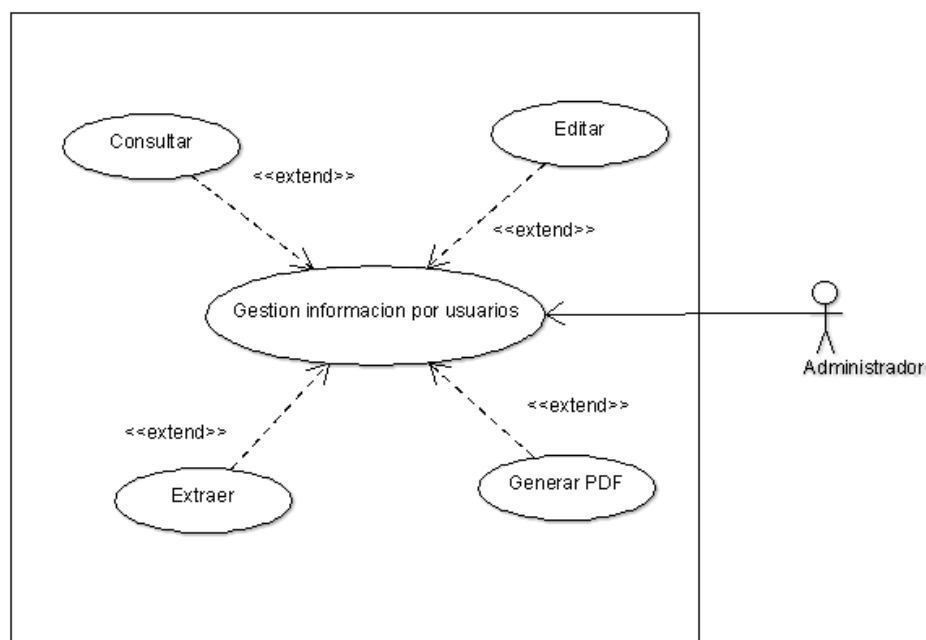 Consultar
Editar
<<extend>>
<<extend>>
Gestion informacion por usuarios
Administrador
<<extend>>
<<extend>>
Extraer
Generar PDF